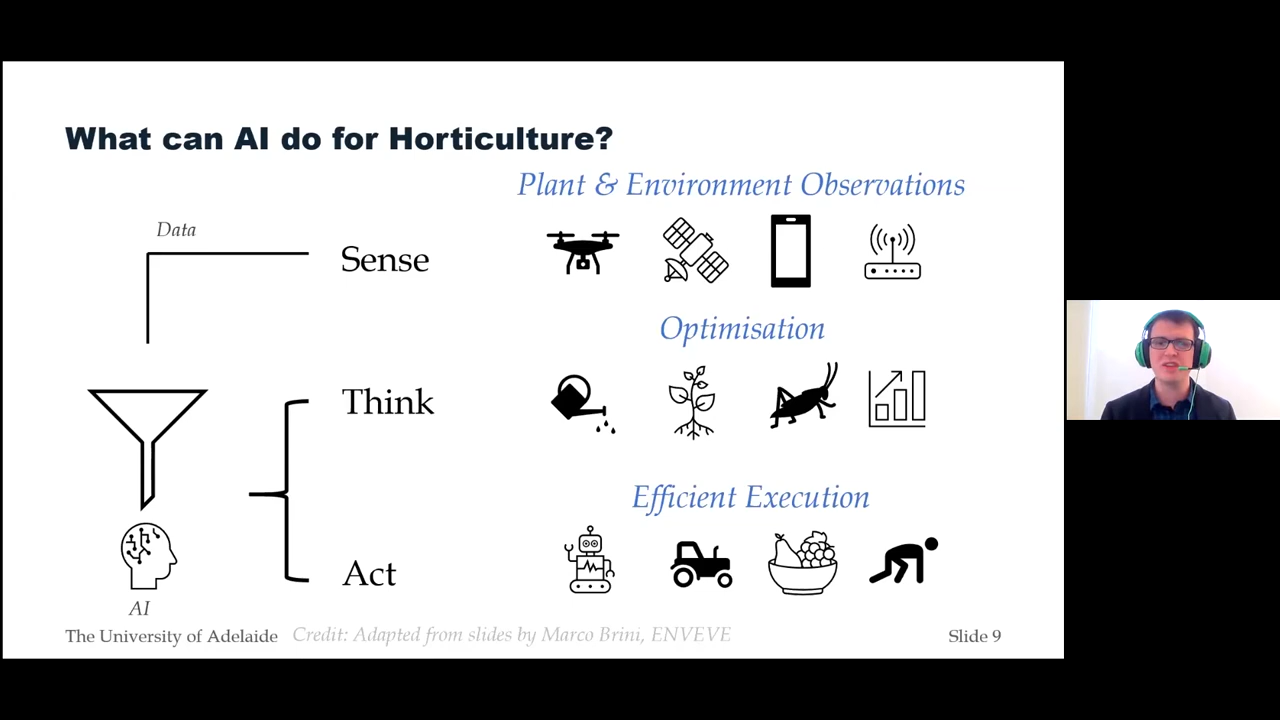 What can AI do for Horticulture?
Plant & Environment Observations
Data
Sense
Optimisation
Think
Efficient Execution
Act
AI
The University of Adelaide
Credit: Adapted from slides by Marco Brini, ENVEVE
Slide 9